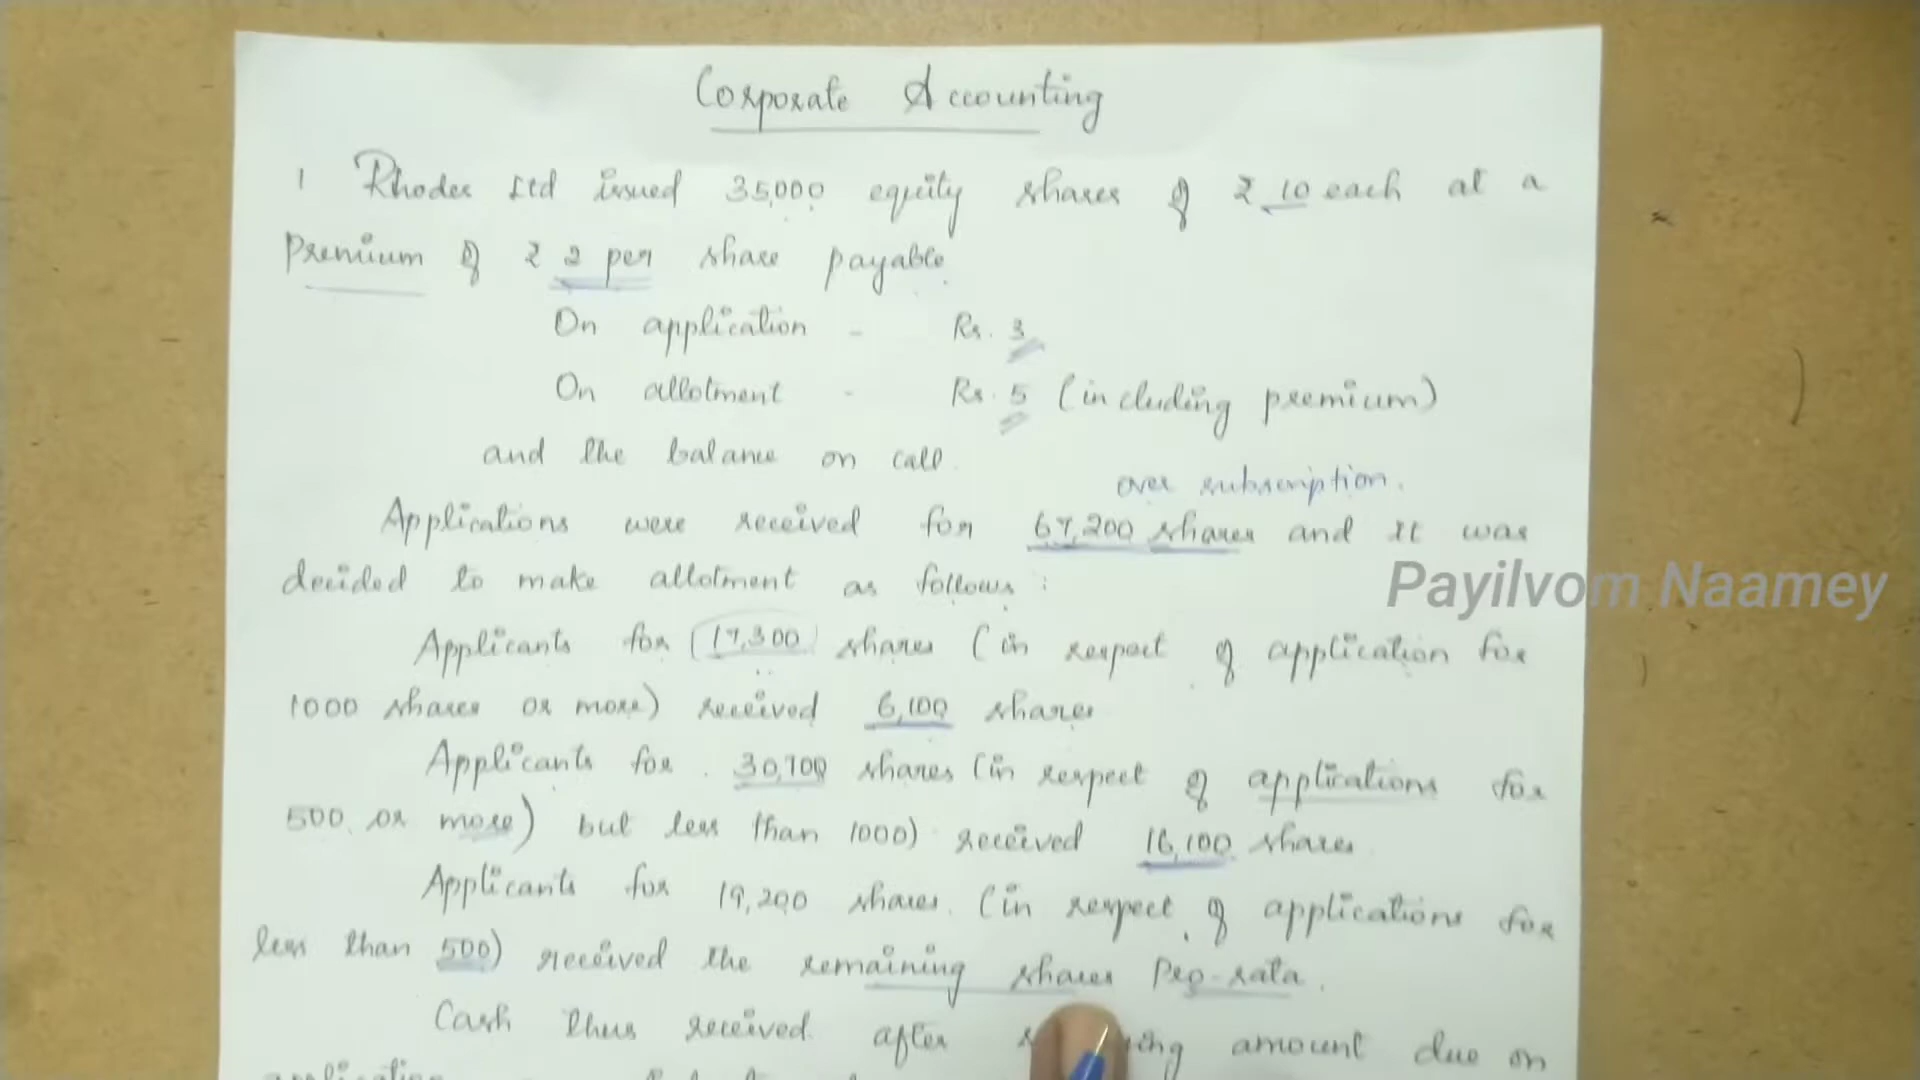 Corporate Accounting
1 Rhodes Ltd issued 35,000 equity shares of ₹ 10 each at a
Premium of ₹ 2 per share payable
On application - Rs. 3
On allotment - Rs. 5 (including premium)
and the balance on call.
over subscription.
Applications were received for 67,200 shares and it was
decided to make allotment as follows :
Payilvom Naamey
Applicants for (17,300) shares (in respect of application for
1000 shares or more) received 6,100 shares
Applicants for 30,700 shares (in respect of applications for
500 or more) but less than 1000) received 16,100 shares
Applicants for 19,200 shares. (in respect of applications for
less than 500) received the remaining shares Pro-rata.
Cash thus received after amount due on
application